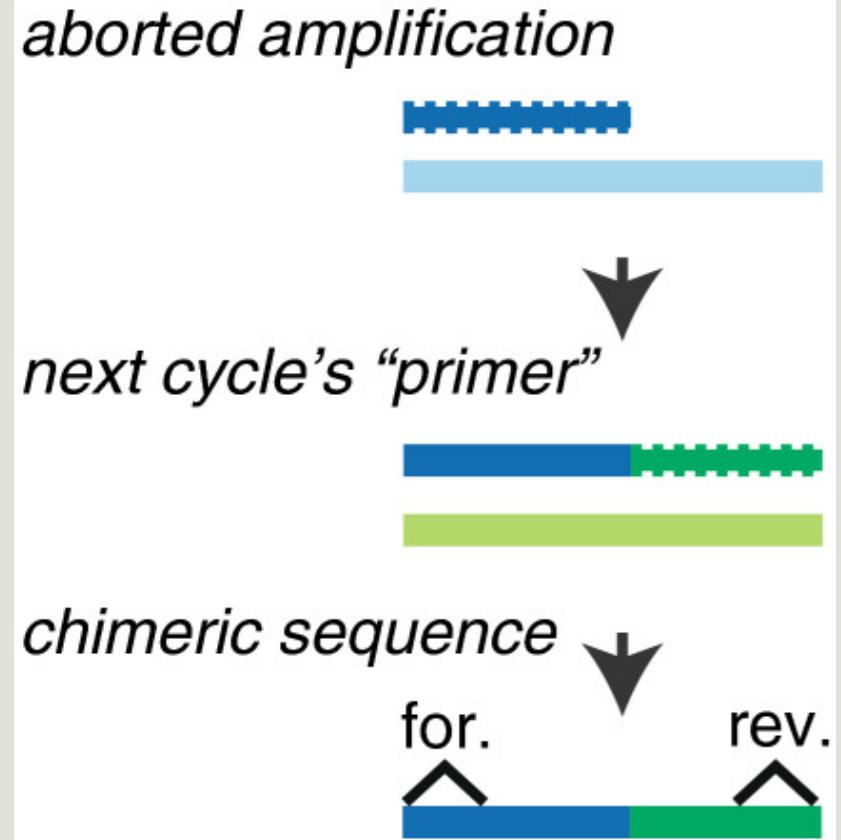 aborted amplification
next cycle's “primer”
chimeric sequence
for.
rev.